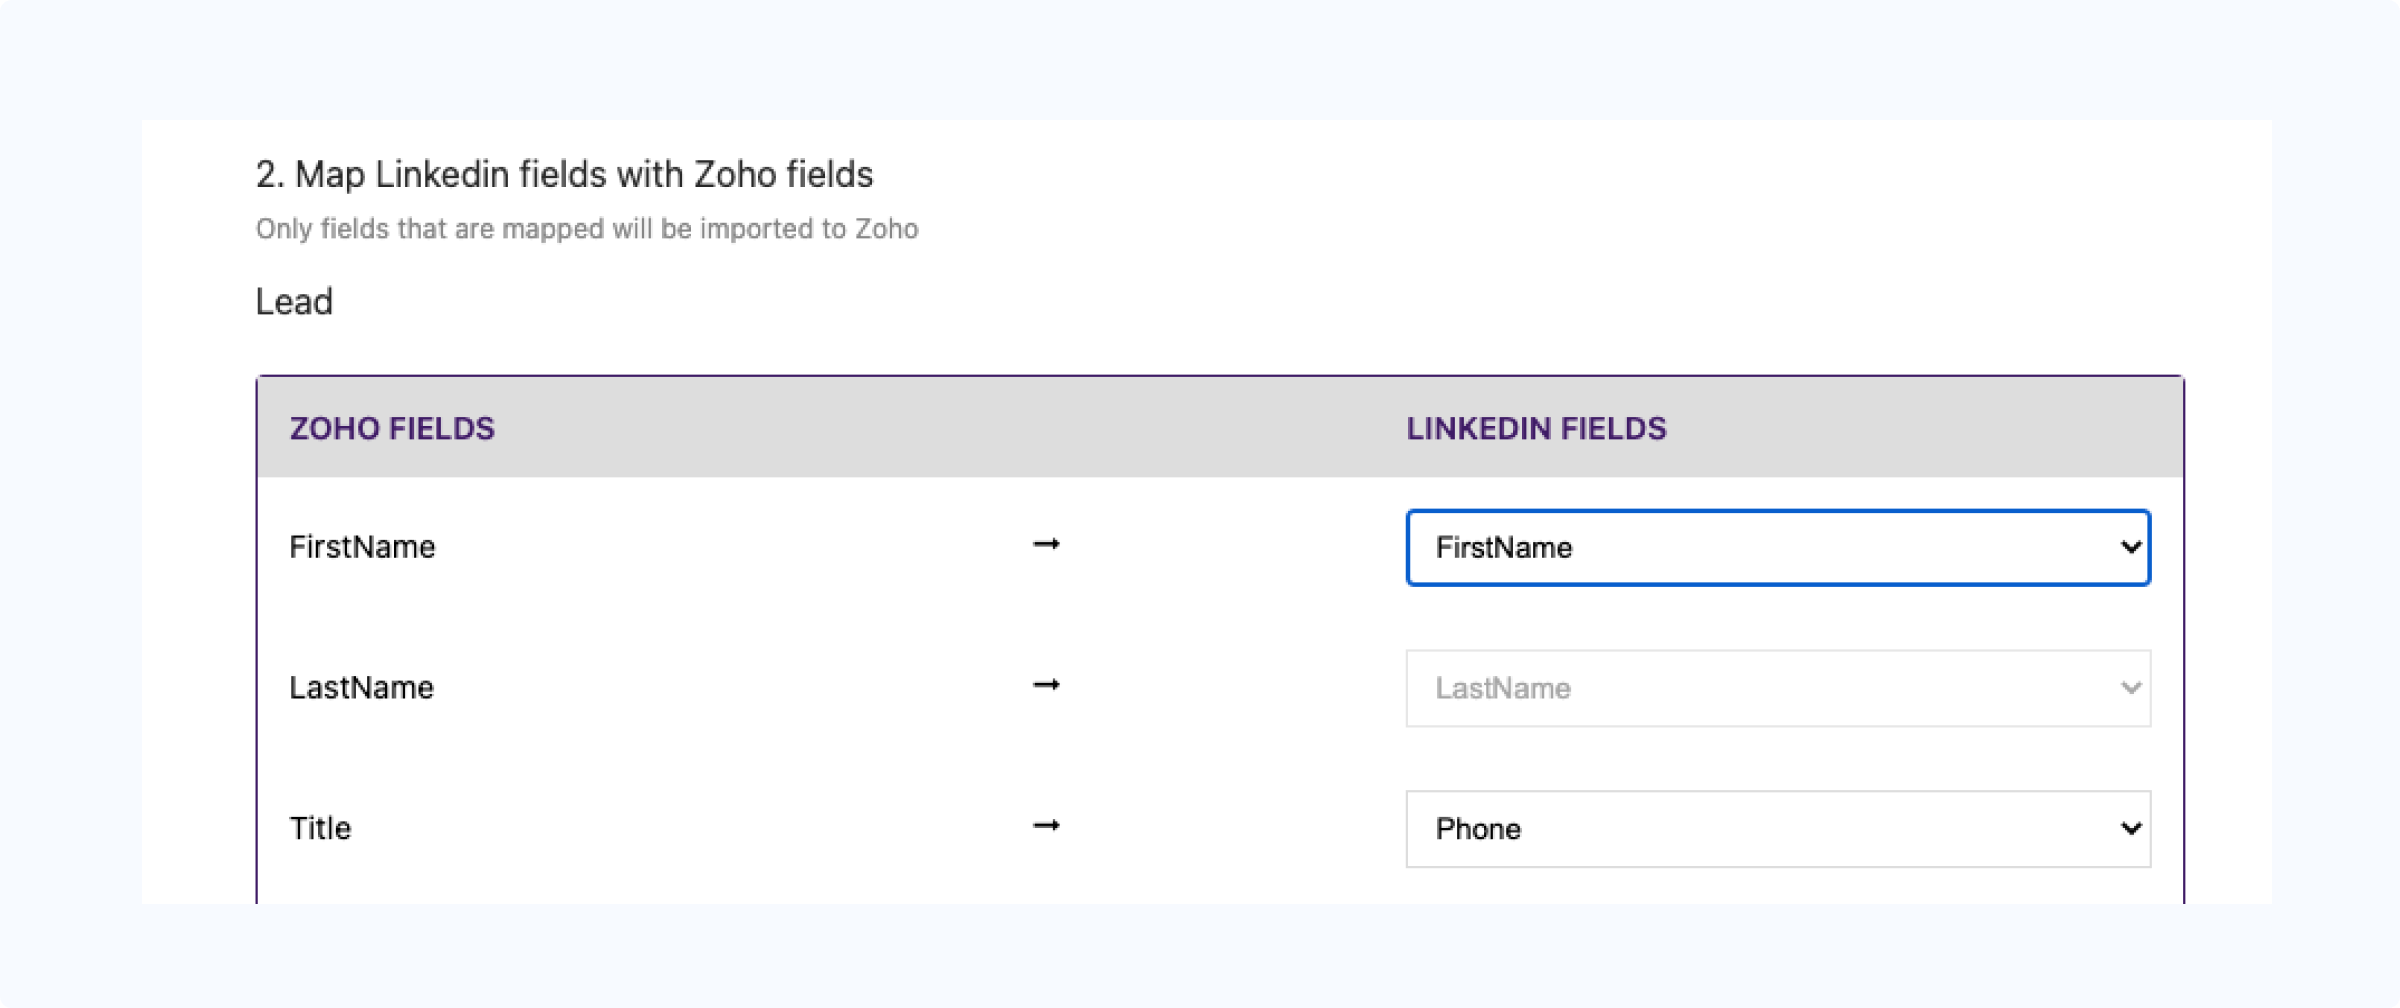 2. Map Linkedin fields with Zoho fields
Only fields that are mapped will be imported to Zoho
Lead
ZOHO FIELDS LINKEDIN FIELDS
FirstName → FirstName
LastName → LastName
Title → Phone